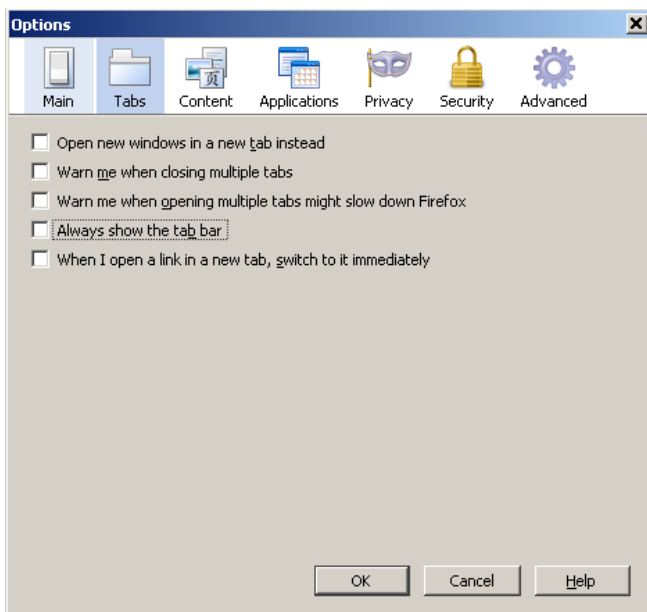 Options
Main Tabs Content Applications Privacy Security Advanced
页
Open new windows in a new tab instead
Warn me when closing multiple tabs
Warn me when opening multiple tabs might slow down Firefox
Always show the tab bar
When I open a link in a new tab, switch to it immediately
OK Cancel Help